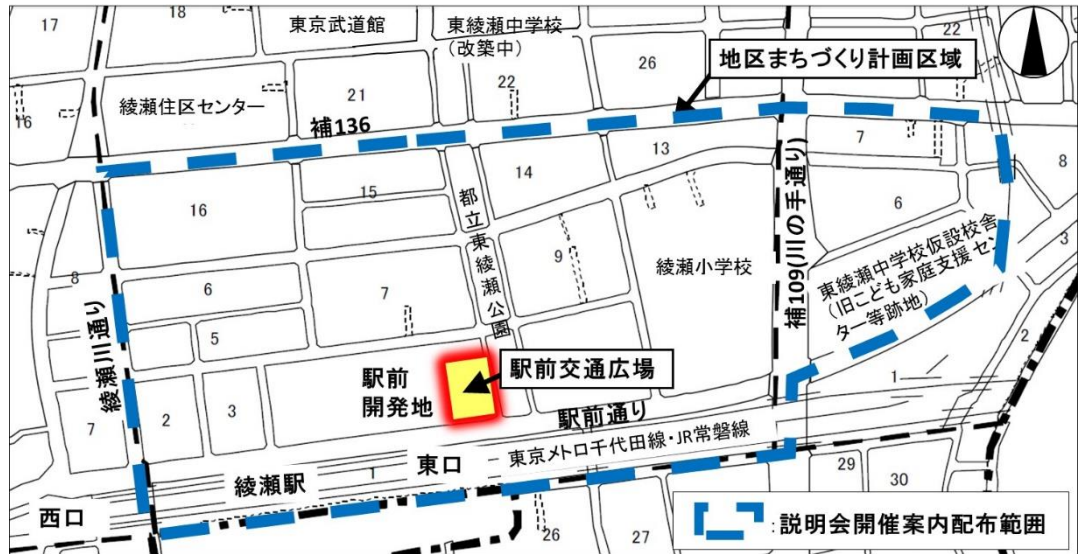 17
18
東京武道館
東綾瀬中学校
(改築中)
22
地区まちづくり計画区域
22
16
綾瀬住区センター
21
22
26
補136
7
8
16
15
14
13
都立東綾瀬公園
補109(川の手通り)
6
3
8
綾瀬川通り
6
7
9
綾瀬小学校
東綾瀬中学校仮設校舎
(旧こども家庭支援セン
ター等跡地)
2
5
駅前
開発地
駅前交通広場
1
7
2
3
駅前通り
東京メトロ千代田線・JR常磐線
東口
綾瀬駅
1
西口
26
27
29
30
:説明会開催案内配布範囲